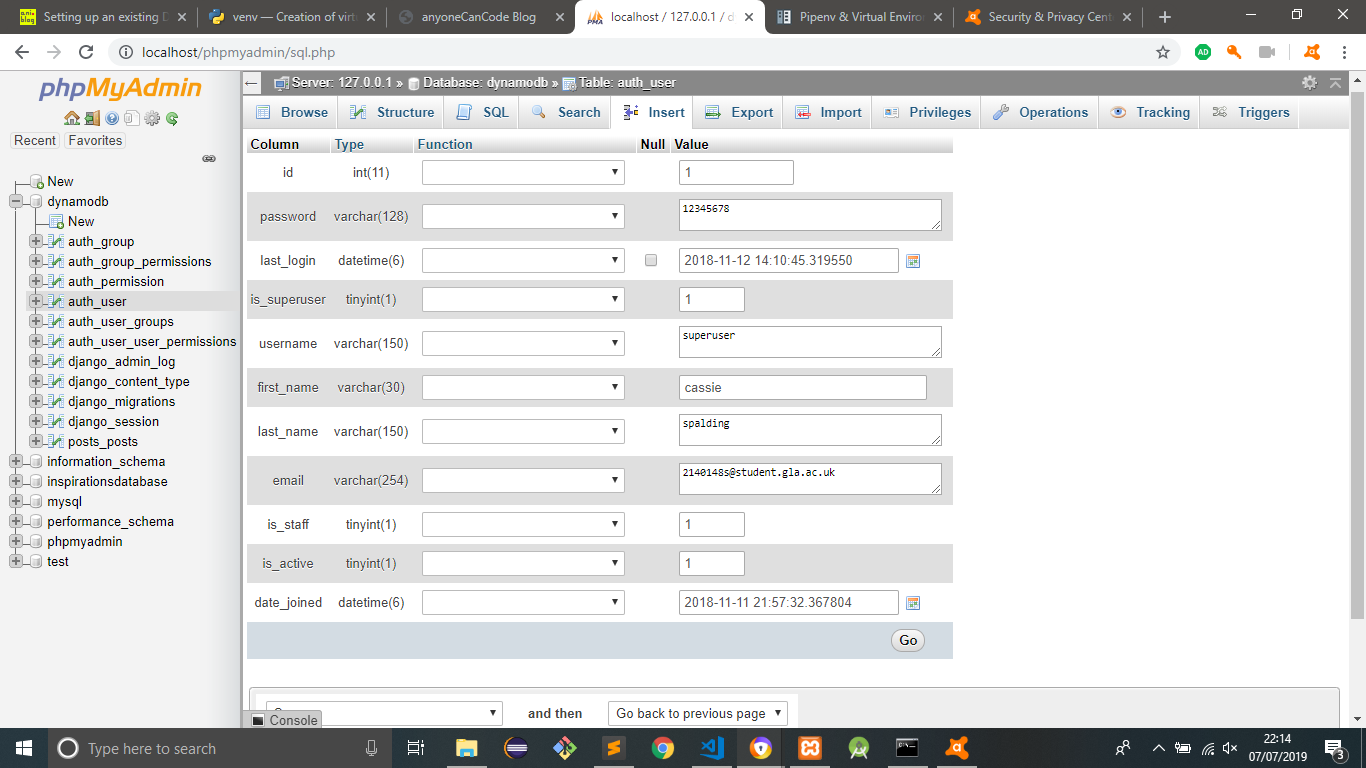 Setting up an existing D
venv — Creation of virtu
anyoneCanCode Blog
localhost / 127.0.0.1 / d
Pipenv & Virtual Enviror
Security & Privacy Cent
localhost/phpmyadmin/sql.php
phpMyAdmin
Recent
Favorites
New
dynamodb
New
auth_group
auth_group_permissions
auth_permission
auth_user
auth_user_groups
auth_user_user_permissions
django_admin_log
django_content_type
django_migrations
django_session
posts_posts
information_schema
inspirationsdatabase
mysql
performance_schema
phpmyadmin
test
Server: 127.0.0.1 » Database: dynamodb » Table: auth_user
Browse Structure SQL Search Insert Export Import Privileges Operations Tracking Triggers
Column Type Function Null Value
id int(11) 1
password varchar(128) 12345678
last_login datetime(6) 2018-11-12 14:10:45.319550
is_superuser tinyint(1) 1
username varchar(150) superuser
first_name varchar(30) cassie
last_name varchar(150) spalding
email varchar(254) 2140148s@student.gla.ac.uk
is_staff tinyint(1) 1
is_active tinyint(1) 1
date_joined datetime(6) 2018-11-11 21:57:32.367804
Go
and then Go back to previous page
Console
Type here to search
22:14
07/07/2019
3